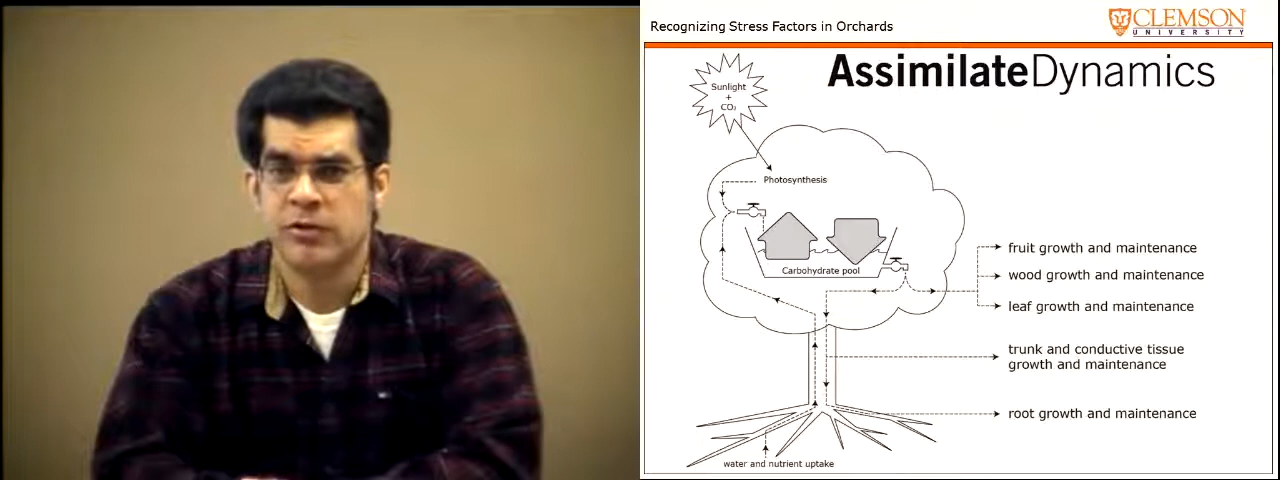 Recognizing Stress Factors in Orchards
CLEMSON
UNIVERSITY
AssimilateDynamics
Sunlight
+
CO₂
Photosynthesis
Carbohydrate pool
fruit growth and maintenance
wood growth and maintenance
leaf growth and maintenance
trunk and conductive tissue
growth and maintenance
root growth and maintenance
water and nutrient uptake